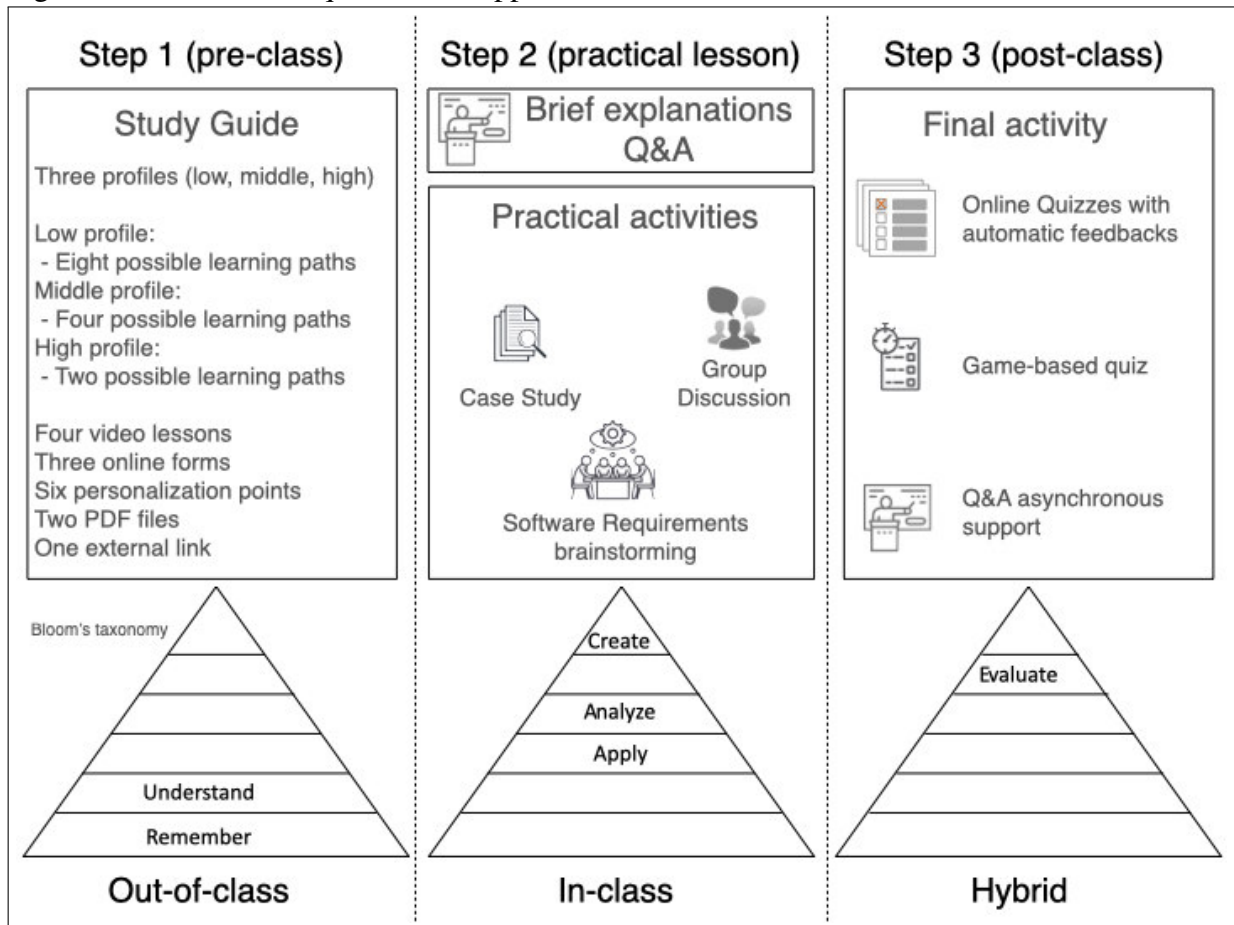 Step 1 (pre-class)
Study Guide
Three profiles (low, middle, high)
Low profile:
- Eight possible learning paths
Middle profile:
- Four possible learning paths
High profile:
- Two possible learning paths
Four video lessons
Three online forms
Six personalization points
Two PDF files
One external link
Bloom's taxonomy
Understand
Remember
Out-of-class
Step 2 (practical lesson)
Brief explanations
Q&A
Practical activities
Case Study
Group
Discussion
Software Requirements
brainstorming
Create
Analyze
Apply
In-class
Step 3 (post-class)
Final activity
Online Quizzes with
automatic feedbacks
Game-based quiz
Q&A asynchronous
support
Evaluate
Hybrid